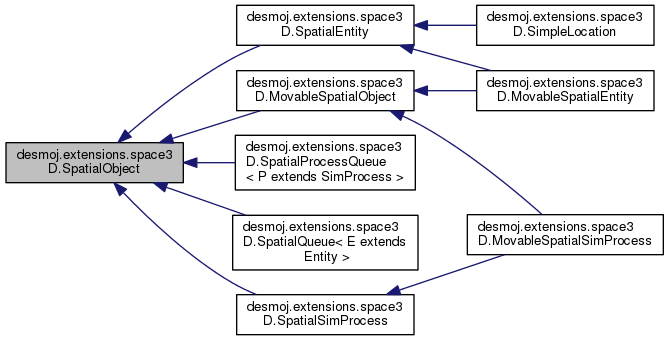 desmoj.extensions.space3
D.SpatialObject
desmoj.extensions.space3
D.SpatialEntity
desmoj.extensions.space3
D.MovableSpatialObject
desmoj.extensions.space3
D.SpatialProcessQueue
< P extends SimProcess >
desmoj.extensions.space3
D.SpatialQueue< E extends
Entity >
desmoj.extensions.space3
D.SpatialSimProcess
desmoj.extensions.space3
D.SimpleLocation
desmoj.extensions.space3
D.MovableSpatialEntity
desmoj.extensions.space3
D.MovableSpatialSimProcess